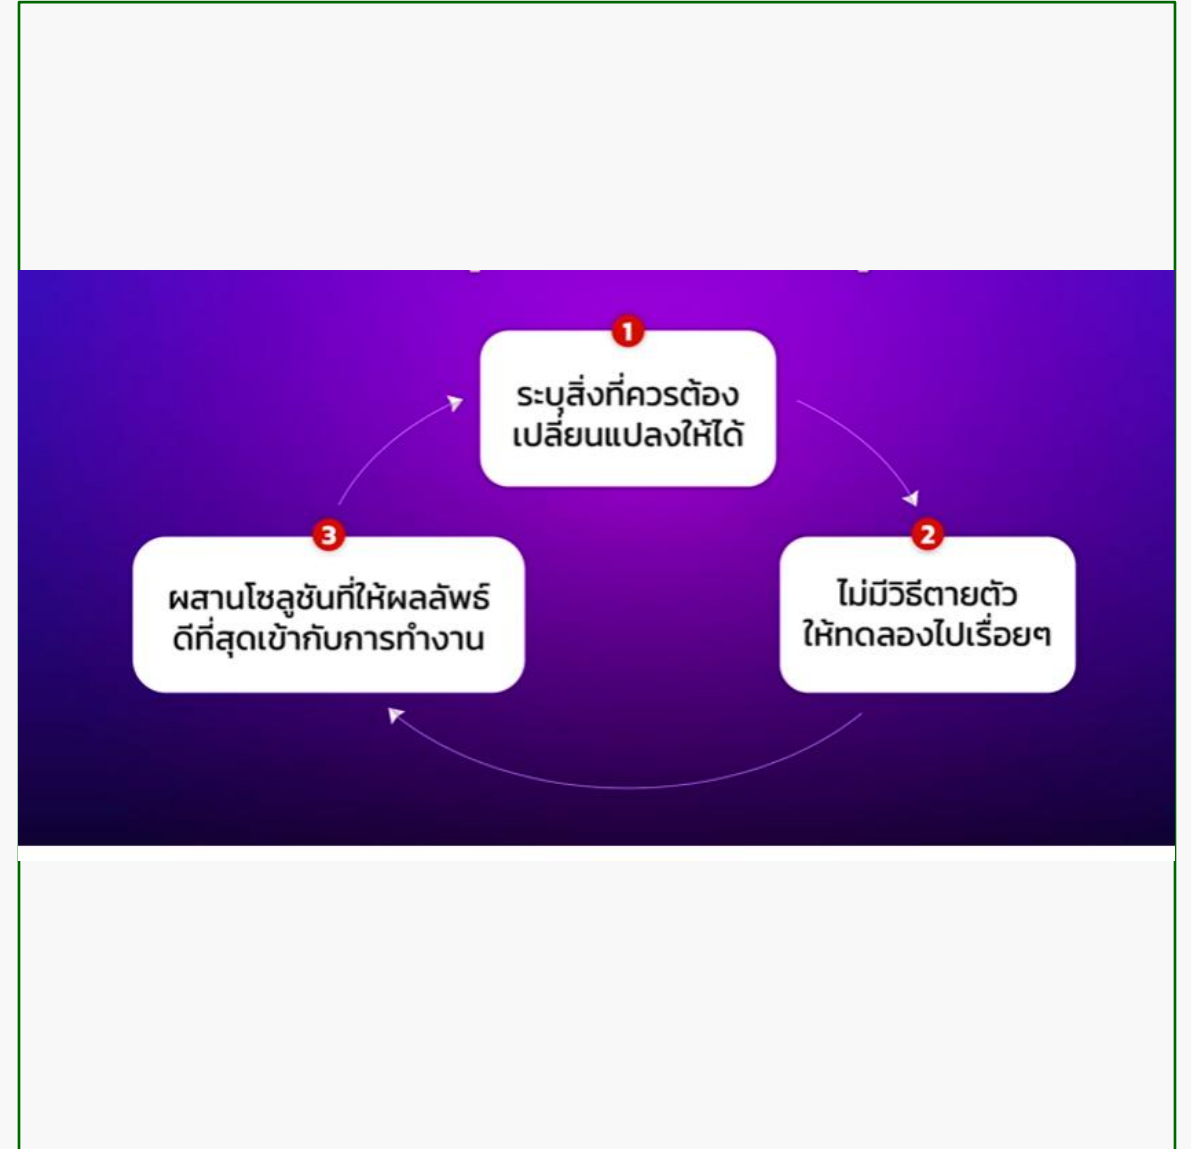 1
ระบุสิ่งที่ควรต้อง
เปลี่ยนแปลงให้ได้
2
ไม่มีวิธีตายตัว
ให้ทดลองไปเรื่อยๆ
3
ผสานโซลูชันที่ให้ผลลัพธ์
ดีที่สุดเข้ากับการทำงาน